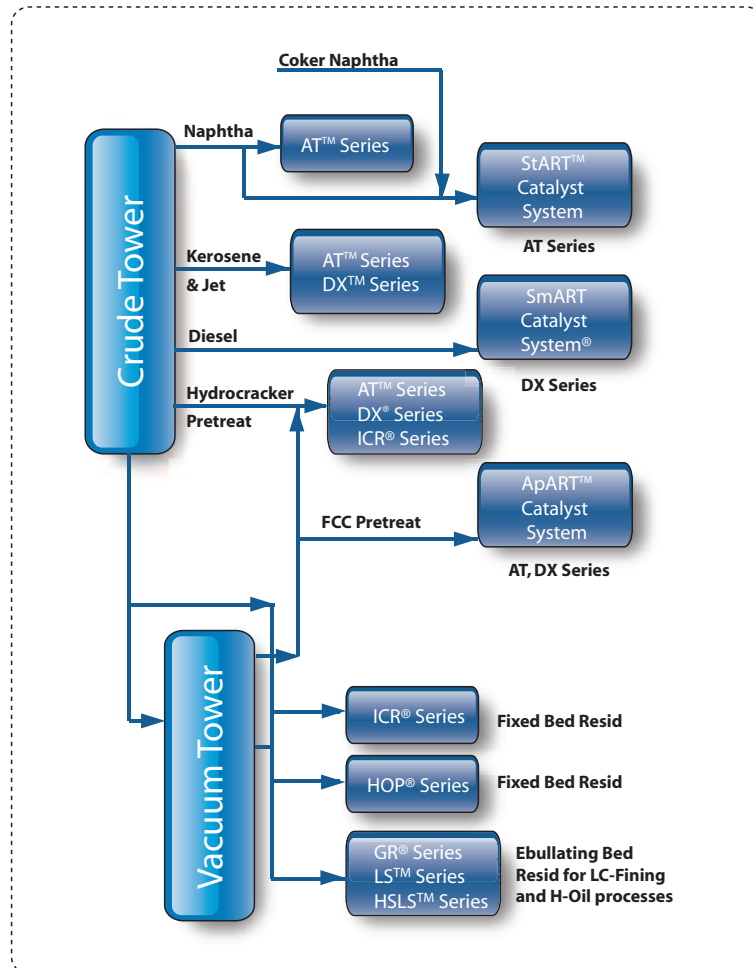 Coker Naphtha
Naphtha
AT™ Series
StART™
Catalyst
System
AT Series
Crude Tower
Kerosene
& Jet
AT™ Series
DX™ Series
SmART
Catalyst
System®
DX Series
Diesel
Hydrocracker
Pretreat
AT™ Series
DX® Series
ICR® Series
ApART™
Catalyst
System
AT, DX Series
FCC Pretreat
Vacuum Tower
ICR® Series
Fixed Bed Resid
HOP® Series
Fixed Bed Resid
GR® Series
LS™ Series
HSLS™ Series
Ebullating Bed
Resid for LC-Fining
and H-Oil processes